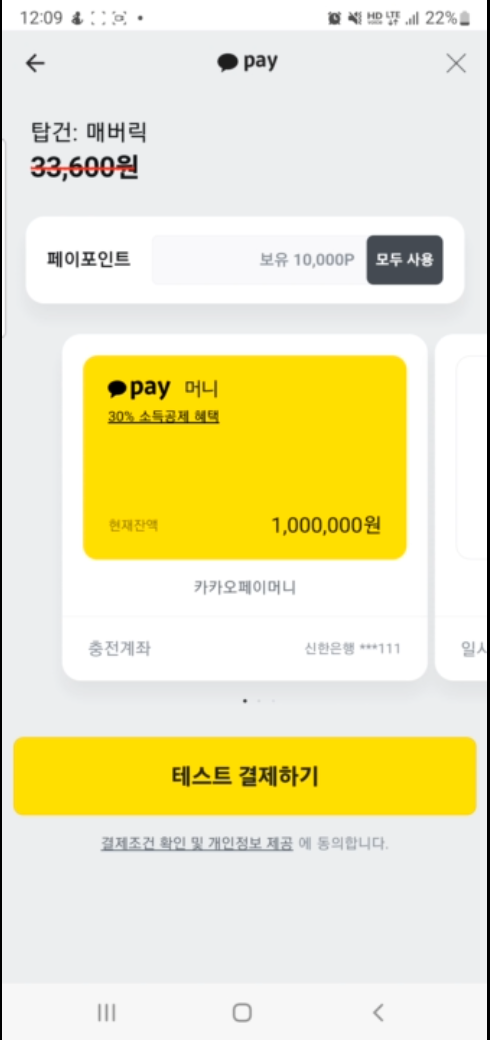 12:09
HD LTE 22%
pay
탑건: 매버릭
33,600원
페이포인트 보유 10,000P 모두 사용
pay 머니
30% 소득공제 혜택
현재잔액 1,000,000원
카카오페이머니
충전계좌 신한은행 ***111
일시
테스트 결제하기
결제조건 확인 및 개인정보 제공 에 동의합니다.